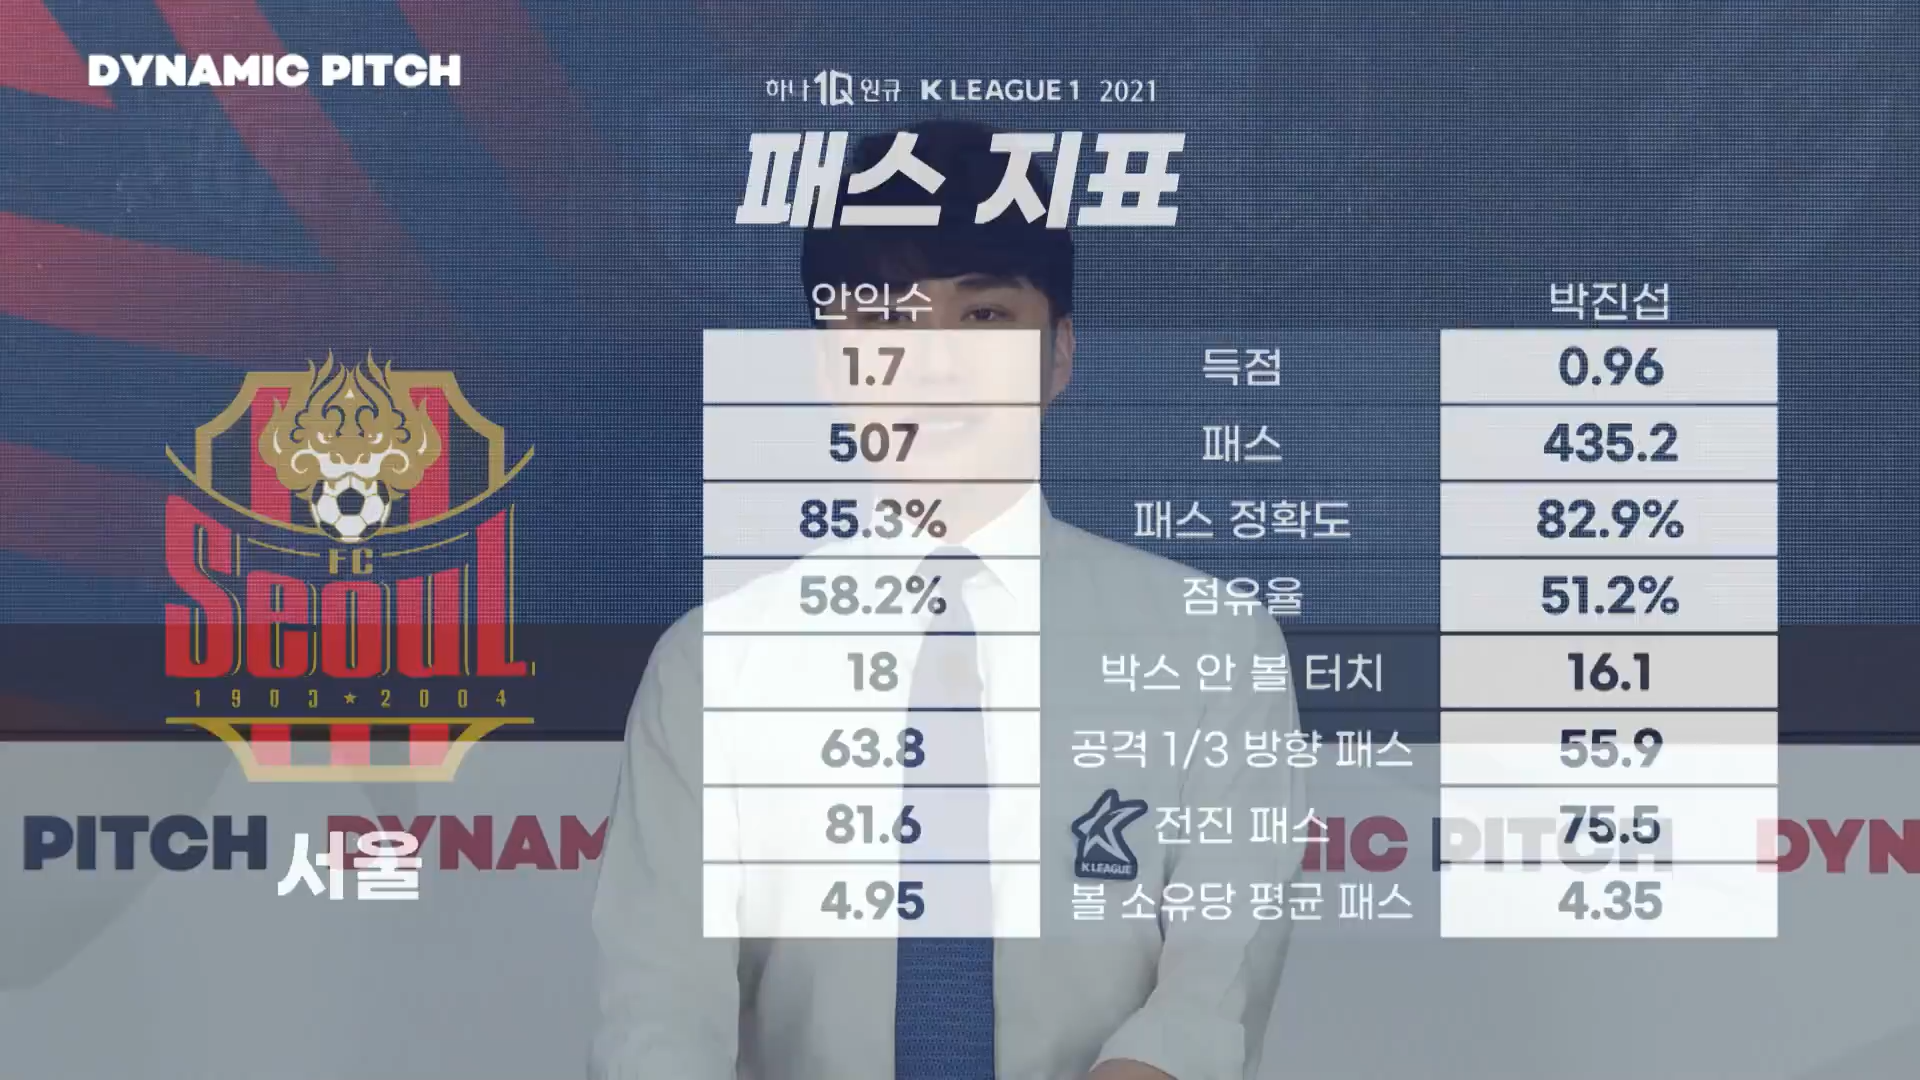 DYNAMIC PITCH
하나 1Q 원큐 K LEAGUE 1 2021
패스 지표
안익수 박진섭
1.7 득점 0.96
507 패스 435.2
85.3% 패스 정확도 82.9%
58.2% 점유율 51.2%
18 박스 안 볼 터치 16.1
63.8 공격 1/3 방향 패스 55.9
81.6 전진 패스 75.5
4.95 볼 소유당 평균 패스 4.35
FC
SEOUL
1983★2004
서울
PITCH DYNAM
K LEAGUE
IC PITCH DYN